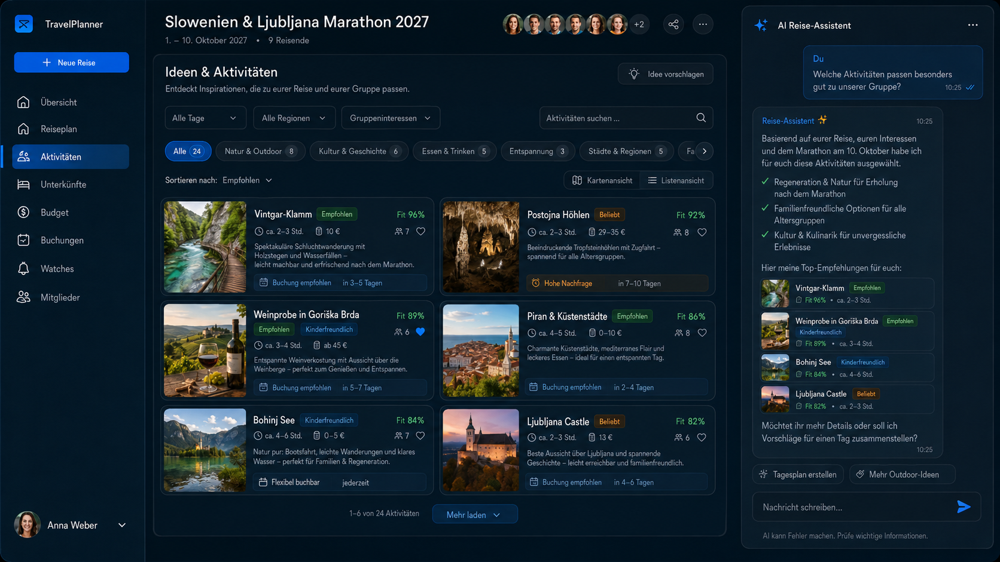 TravelPlanner
Neue Reise
Übersicht
Reiseplan
Aktivitäten
Unterkünfte
Budget
Buchungen
Watches
Mitglieder
Anna Weber
Slowenien & Ljubljana Marathon 2027
1. – 10. Oktober 2027 • 9 Reisende
+2
Ideen & Aktivitäten
Entdeckt Inspirationen, die zu eurer Reise und eurer Gruppe passen.
Idee vorschlagen
Alle Tage
Alle Regionen
Gruppeninteressen
Aktivitäten suchen ...
Alle 24
Natur & Outdoor 8
Kultur & Geschichte 6
Essen & Trinken 5
Entspannung 3
Städte & Regionen 5
Fa
Sortieren nach: Empfohlen
Kartenansicht
Listenansicht
Vintgar-Klamm Empfohlen Fit 96%
ca. 2–3 Std. 10 € 7
Spektakuläre Schluchtwanderung mit
Holzstegen und Wasserfällen –
leicht machbar und erfrischend nach dem Marathon.
Buchung empfohlen in 3–5 Tagen
Postojna Höhlen Beliebt Fit 92%
ca. 2–3 Std. 29–35 € 8
Beeindruckende Tropfsteinhöhlen mit Zugfahrt –
spannend für alle Altersgruppen.
Hohe Nachfrage in 7–10 Tagen
Weinprobe in Goriška Brda Fit 89%
Empfohlen Kinderfreundlich 6
ca. 3–4 Std. ab 45 €
Entspannte Weinverkostung mit Aussicht über die
Weinberge – perfekt zum Genießen und Entspannen.
Buchung empfohlen in 5–7 Tagen
Piran & Küstenstädte Empfohlen Fit 86%
ca. 4–5 Std. 0–10 € 8
Charmante Küstenstädte, mediterranes Flair und
leckeres Essen – ideal für einen entspannten Tag.
Buchung empfohlen in 2–4 Tagen
Bohinj See Kinderfreundlich Fit 84%
ca. 4–6 Std. 0–5 € 7
Natur pur: Bootsfahrt, leichte Wanderungen und klares
Wasser – perfekt für Familien & Regeneration.
Flexibel buchbar jederzeit
Ljubljana Castle Beliebt Fit 82%
ca. 2–3 Std. 13 € 6
Beste Aussicht über Ljubljana und spannende
Geschichte – leicht erreichbar und familienfreundlich.
Buchung empfohlen in 4–6 Tagen
1–6 von 24 Aktivitäten
Mehr laden
AI Reise-Assistent
Du
Welche Aktivitäten passen besonders
gut zu unserer Gruppe? 10:25
Reise-Assistent 10:25
Basierend auf eurer Reise, euren Interessen
und dem Marathon am 10. Oktober habe ich
für euch diese Aktivitäten ausgewählt.
Regeneration & Natur für Erholung
nach dem Marathon
Familienfreundliche Optionen für alle
Altersgruppen
Kultur & Kulinarik für unvergessliche
Erlebnisse
Hier meine Top-Empfehlungen für euch:
Vintgar-Klamm Empfohlen
Fit 96% • ca. 2–3 Std.
Weinprobe in Goriška Brda Empfohlen
Kinderfreundlich
Fit 89% • ca. 3–4 Std.
Bohinj See Kinderfreundlich
Fit 84% • ca. 4–6 Std.
Ljubljana Castle Beliebt
Fit 82% • ca. 2–3 Std.
Möchtet ihr mehr Details oder soll ich
Vorschläge für einen Tag zusammenstellen?
10:25
Tagesplan erstellen
Mehr Outdoor-Ideen
Nachricht schreiben...
AI kann Fehler machen. Prüfe wichtige Informationen.